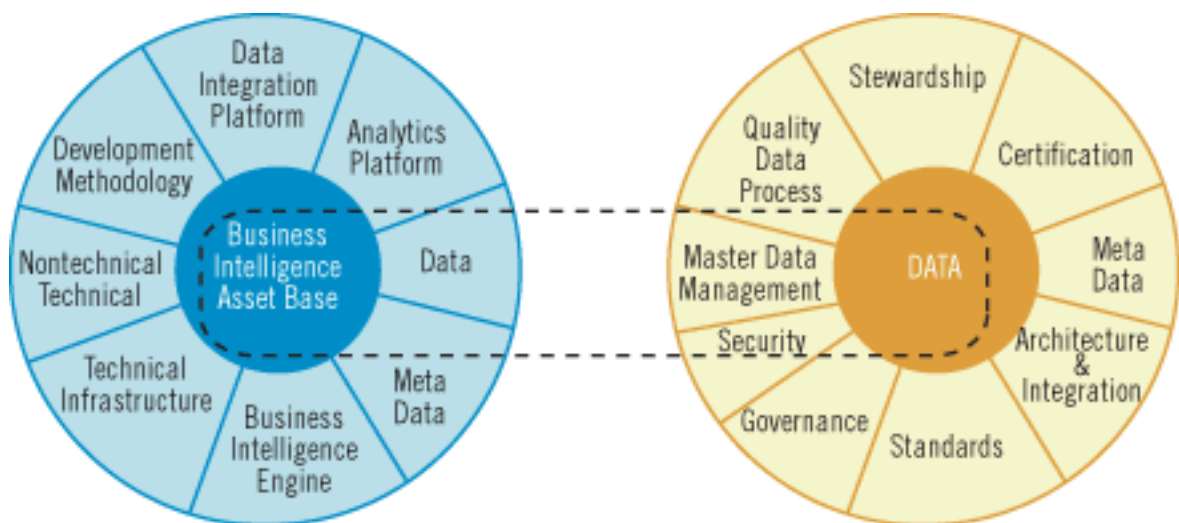 Data
Integration
Platform
Analytics
Platform
Data
Meta
Data
Business
Intelligence
Engine
Technical
Infrastructure
Nontechnical
Technical
Development
Methodology
Business
Intelligence
Asset Base
Stewardship
Certification
Meta
Data
Architecture
&
Integration
Standards
Governance
Security
Master Data
Management
Quality
Data
Process
DATA